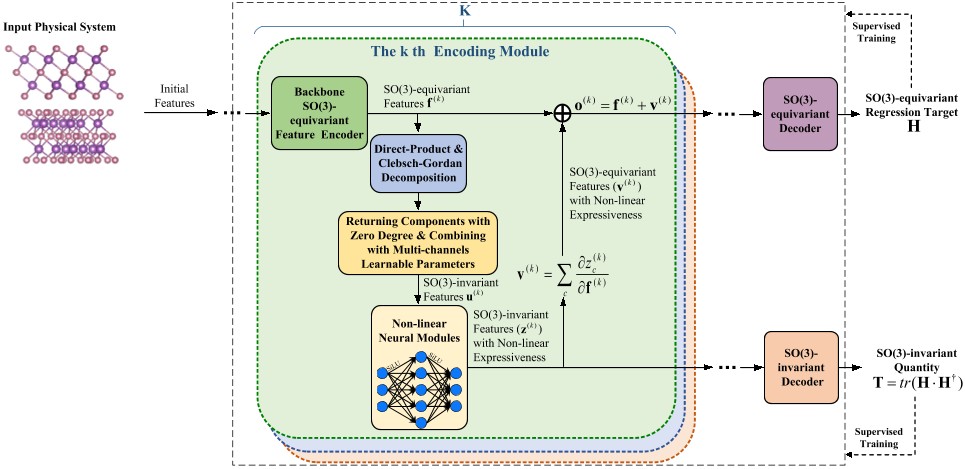 K
Input Physical System
The k th Encoding Module
Supervised
Training
Initial
Features
...
Backbone
SO(3)-
equivariant
Feature Encoder
SO(3)-equivariant
Features f^(k)
o^(k) = f^(k) + v^(k)
...
SO(3)-
equivariant
Decoder
SO(3)-equivariant
Regression Target
H
Direct-Product &
Clebsch-Gordan
Decomposition
SO(3)-equivariant
Features (v^(k))
with Non-linear
Expressiveness
Returning Components with
Zero Degree & Combining
with Multi-channels
Learnable Parameters
v^(k) = ∑_c ∂z_c^(k) / ∂f^(k)
SO(3)-invariant
Features u^(k)
Non-linear
Neural Modules
SiLU
SiLU
SO(3)-invariant
Features (z^(k))
with Non-linear
Expressiveness
...
SO(3)-
invariant
Decoder
SO(3)-invariant
Quantity
T = tr(H · H†)
Supervised
Training